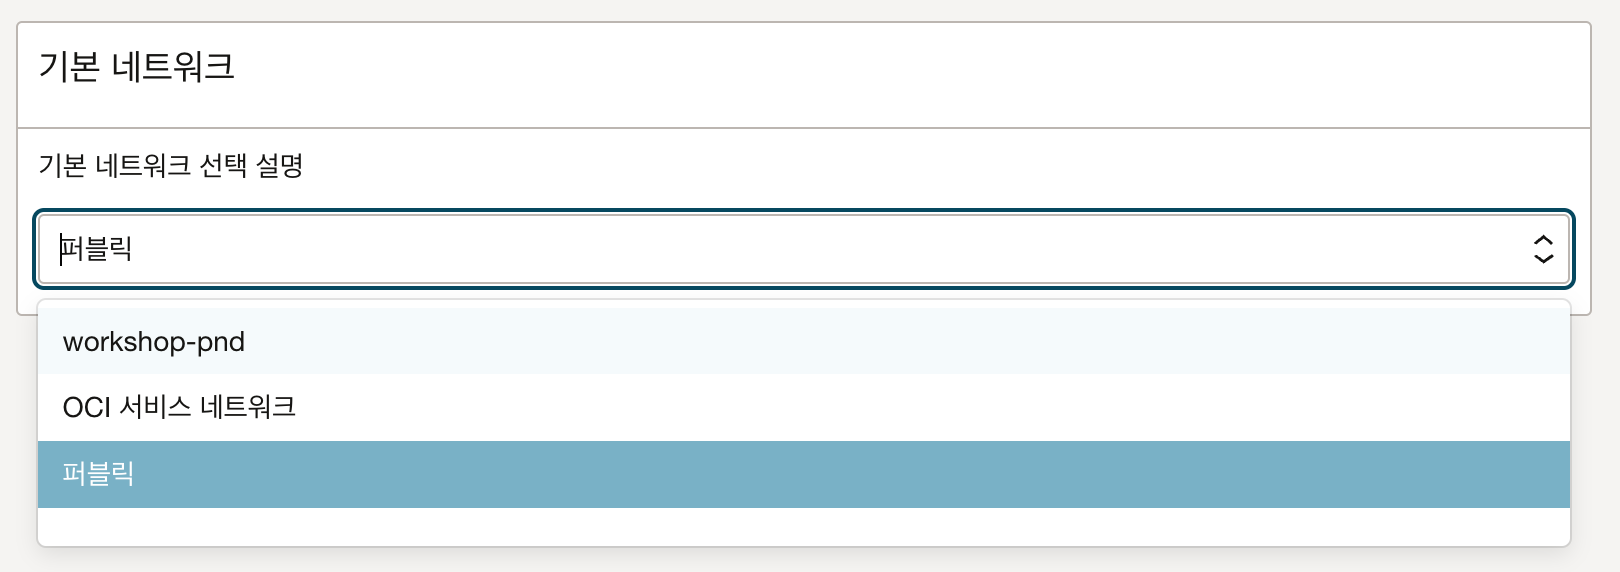 기본 네트워크
기본 네트워크 선택 설명
퍼블릭
workshop-pnd
OCI 서비스 네트워크
퍼블릭